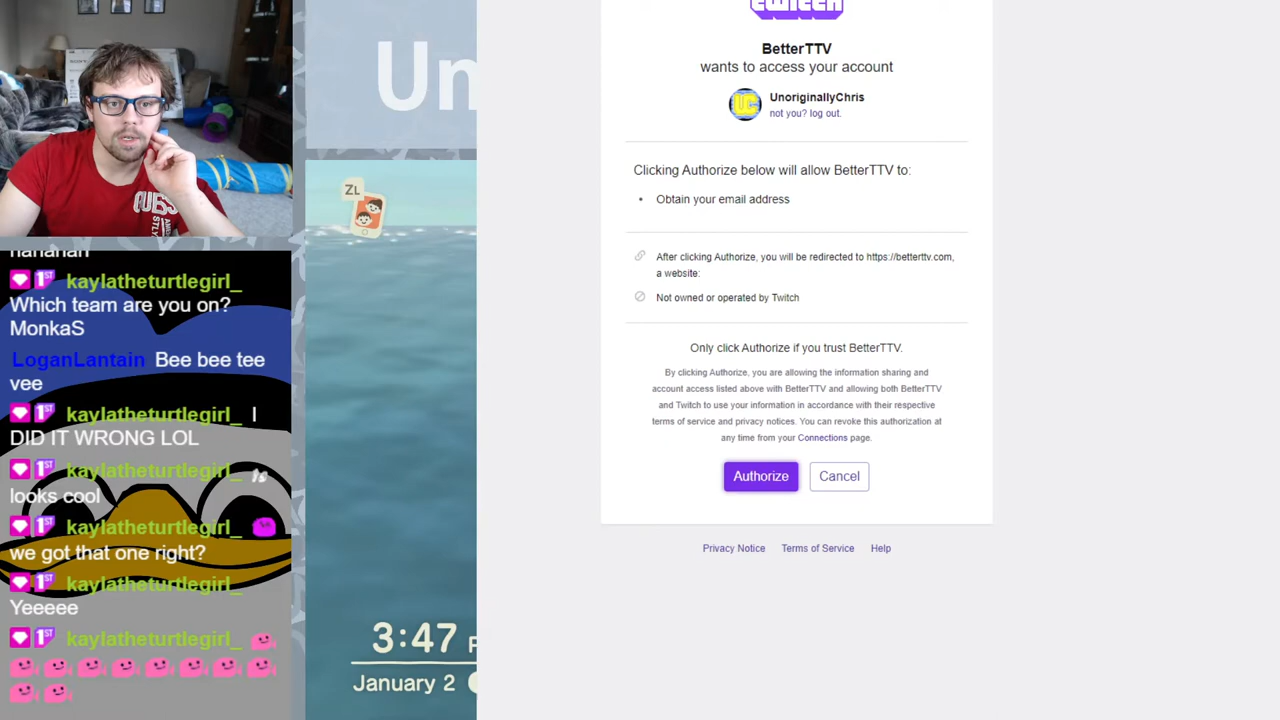 Un
ZL
3:47 P
January 2
GUESS
hahahah
kaylatheturtlegirl_
Which team are you on?
MonkaS
LoganLantain Bee bee tee
vee
kaylatheturtlegirl_ I
DID IT WRONG LOL
kaylatheturtlegirl_
looks cool
kaylatheturtlegirl_
we got that one right?
kaylatheturtlegirl_
Yeeeee
kaylatheturtlegirl_
twitch
BetterTTV
wants to access your account
UC
UnoriginallyChris
not you? log out.
Clicking Authorize below will allow BetterTTV to:
• Obtain your email address
After clicking Authorize, you will be redirected to https://betterttv.com,
a website:
Not owned or operated by Twitch
Only click Authorize if you trust BetterTTV.
By clicking Authorize, you are allowing the information sharing and
account access listed above with BetterTTV and allowing both BetterTTV
and Twitch to use your information in accordance with their respective
terms of service and privacy notices. You can revoke this authorization at
any time from your Connections page.
Authorize Cancel
Privacy Notice Terms of Service Help